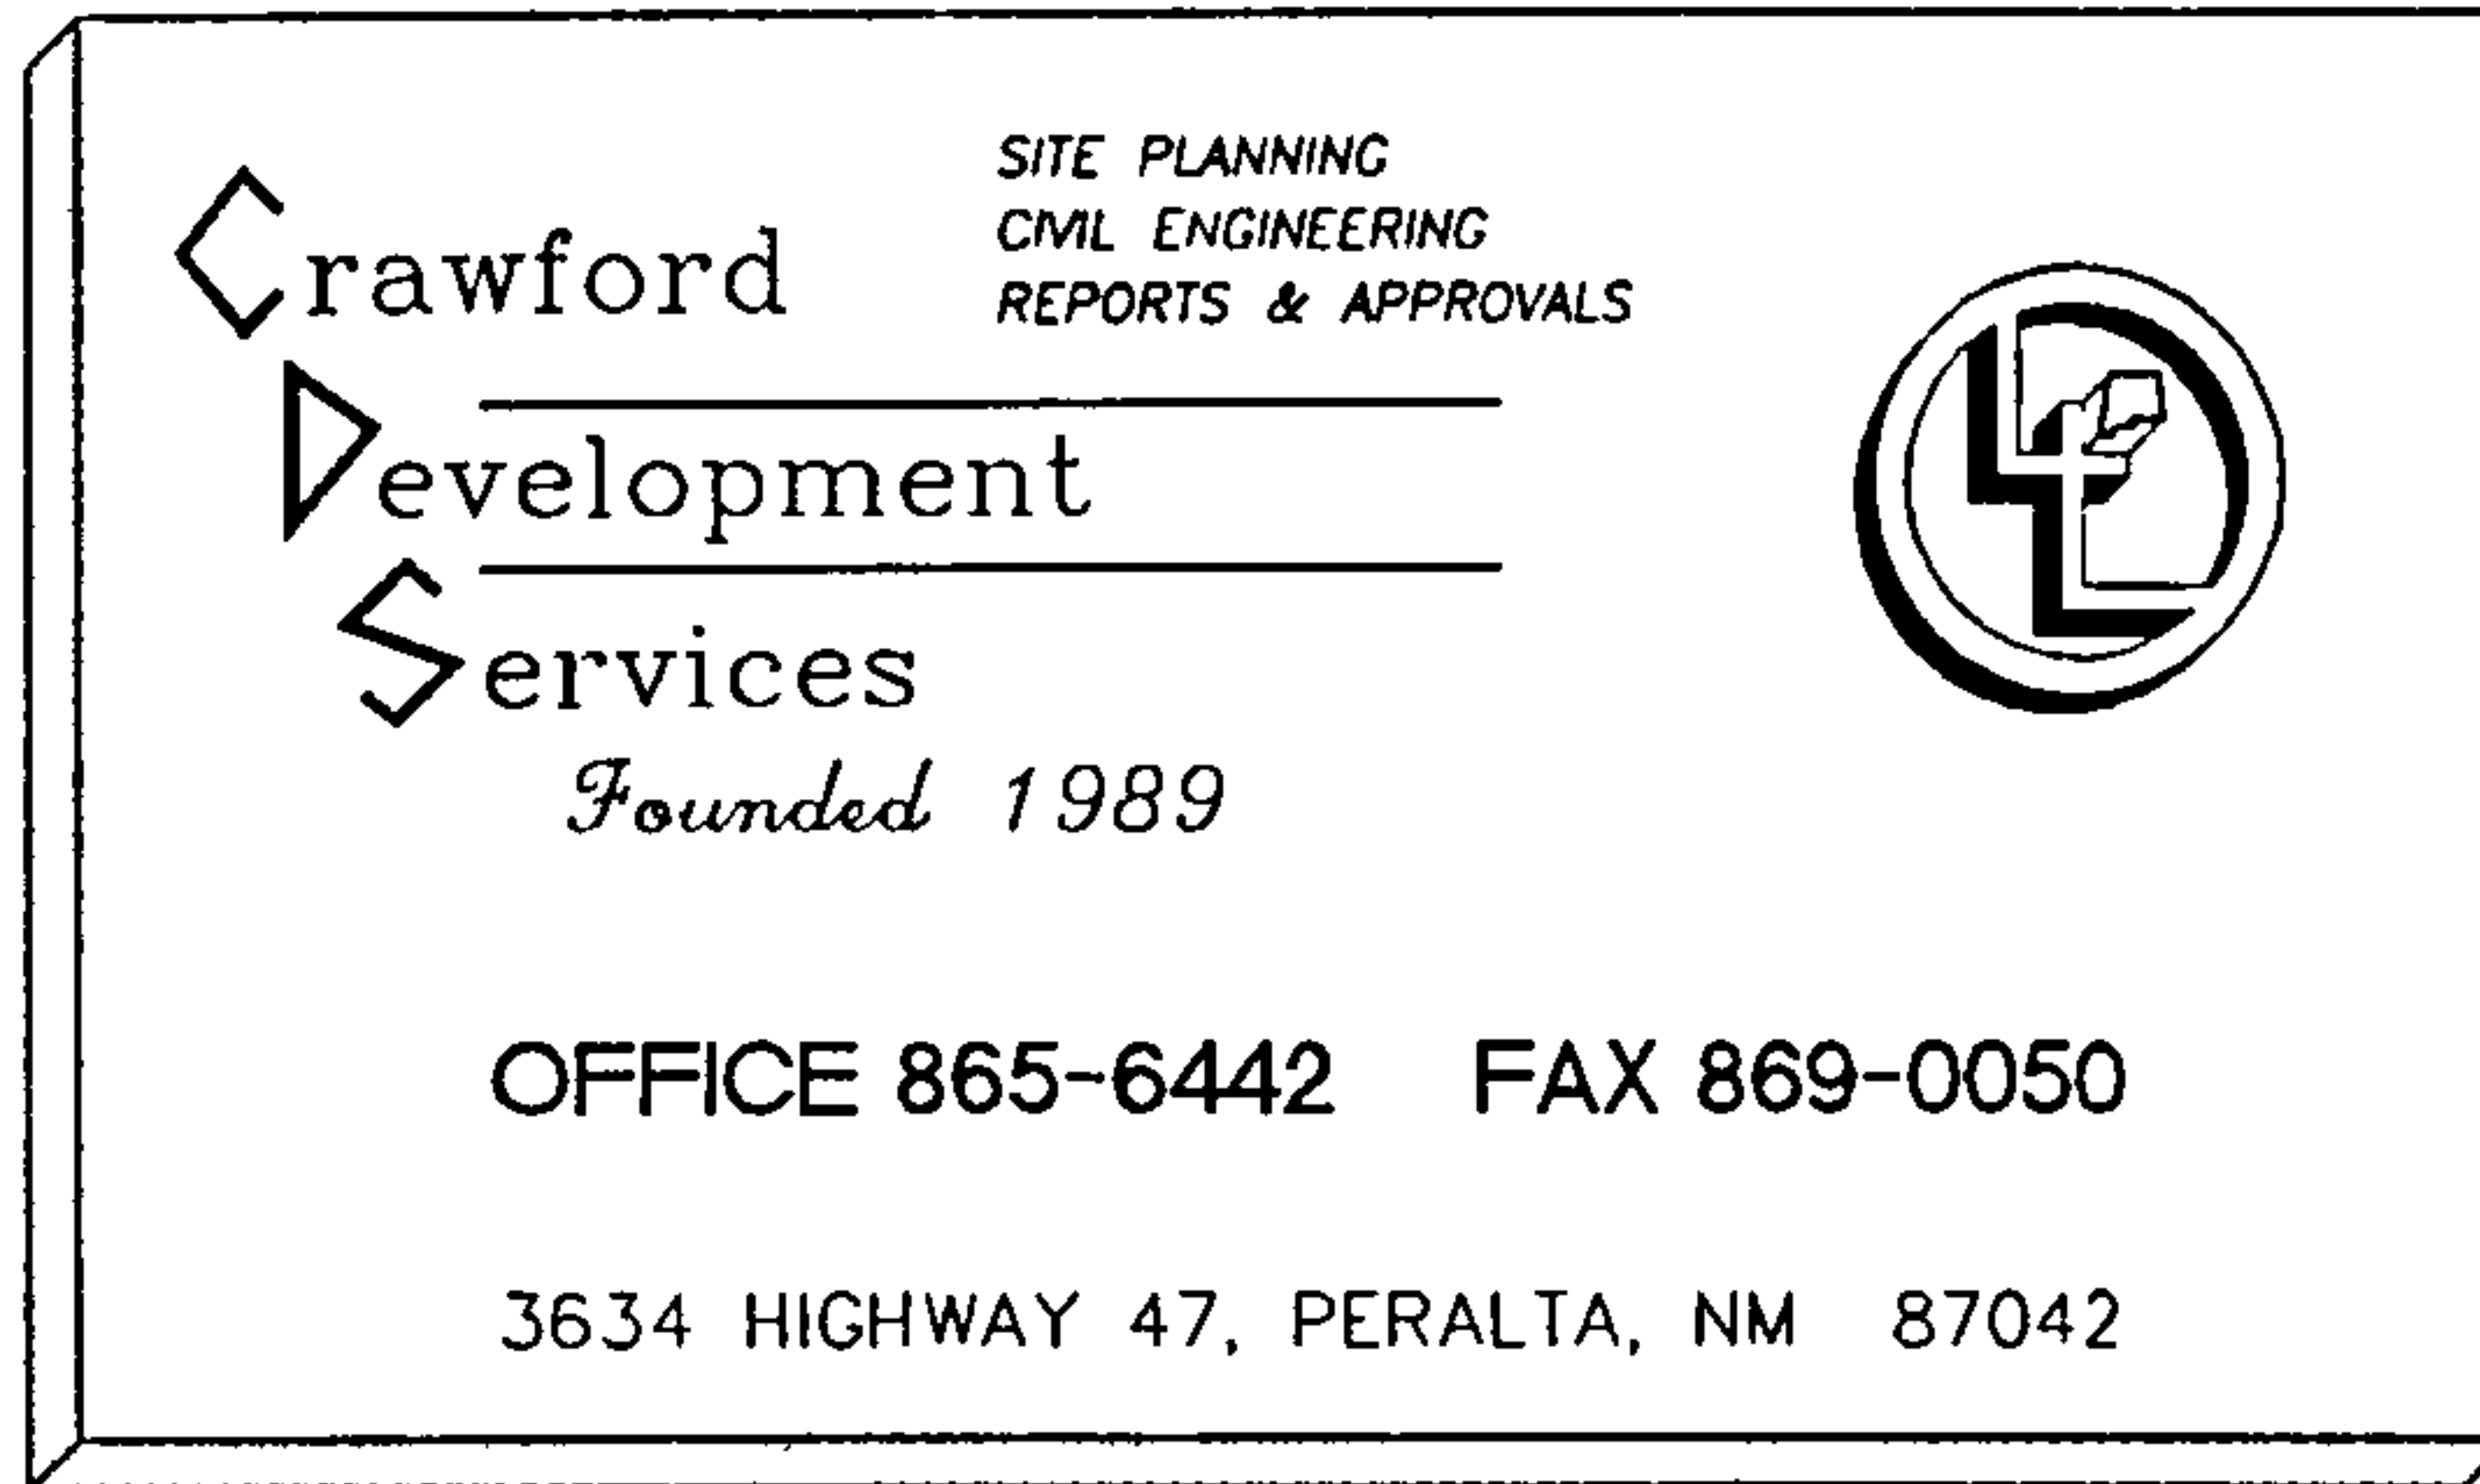 Crawford
SITE PLANNING
CIVIL ENGINEERING
REPORTS & APPROVALS
Development
Services
Founded 1989
OFFICE 865-6442 FAX 869-0050
3634 HIGHWAY 47, PERALTA, NM 87042